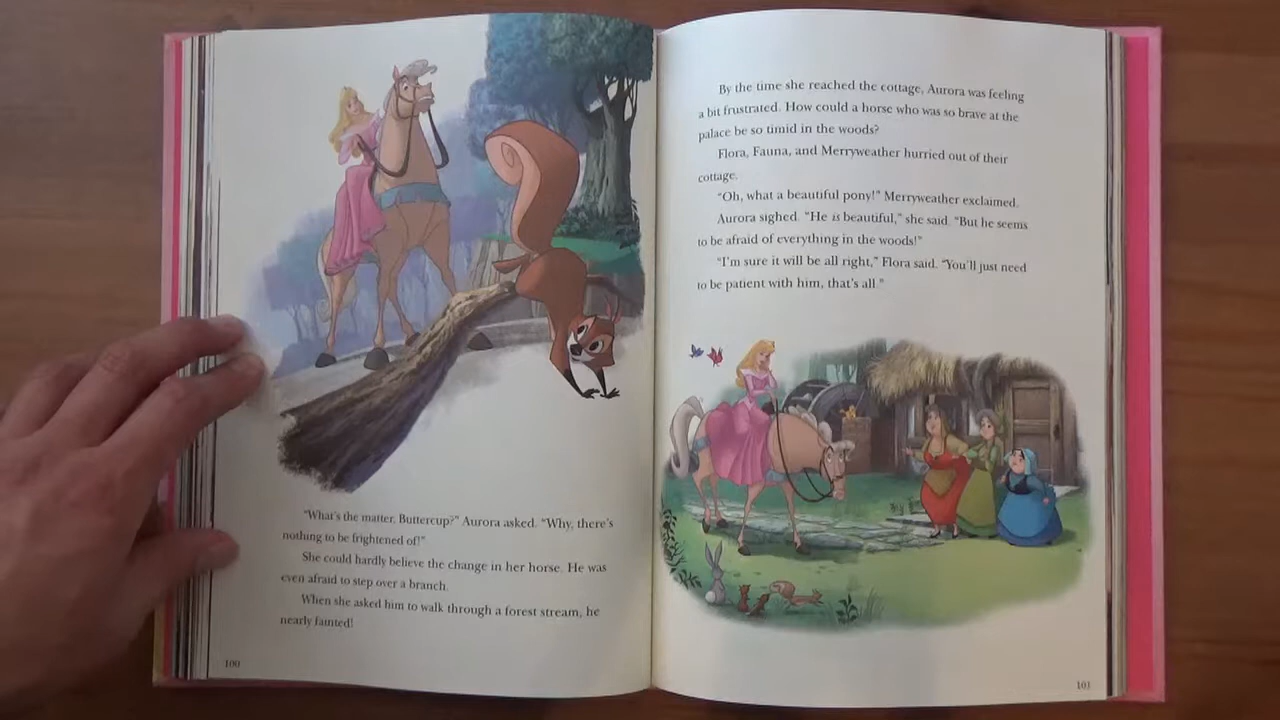 "What's the matter, Buttercup?" Aurora asked. "Why, there's
nothing to be frightened of!"
She could hardly believe the change in her horse. He was
even afraid to step over a branch.
When she asked him to walk through a forest stream, he
nearly fainted!
100
By the time she reached the cottage, Aurora was feeling
a bit frustrated. How could a horse who was so brave at the
palace be so timid in the woods?
Flora, Fauna, and Merryweather hurried out of their
cottage.
"Oh, what a beautiful pony!" Merryweather exclaimed.
Aurora sighed. "He is beautiful," she said. "But he seems
to be afraid of everything in the woods!"
"I'm sure it will be all right," Flora said. "You'll just need
to be patient with him, that's all."
101